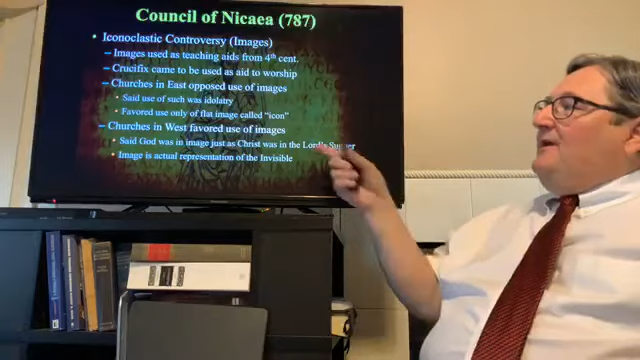 Council of Nicaea (787)
• Iconoclastic Controversy (Images)
– Images used as teaching aids from 4th cent.
– Crucifix came to be used as aid to worship
– Churches in East opposed use of images
• Said use of such was idolatry
• Favored use only of flat image called “icon”
– Churches in West favored use of images
• Said God was in image just as Christ was in the Lord's Supper
• Image is actual representation of the Invisible